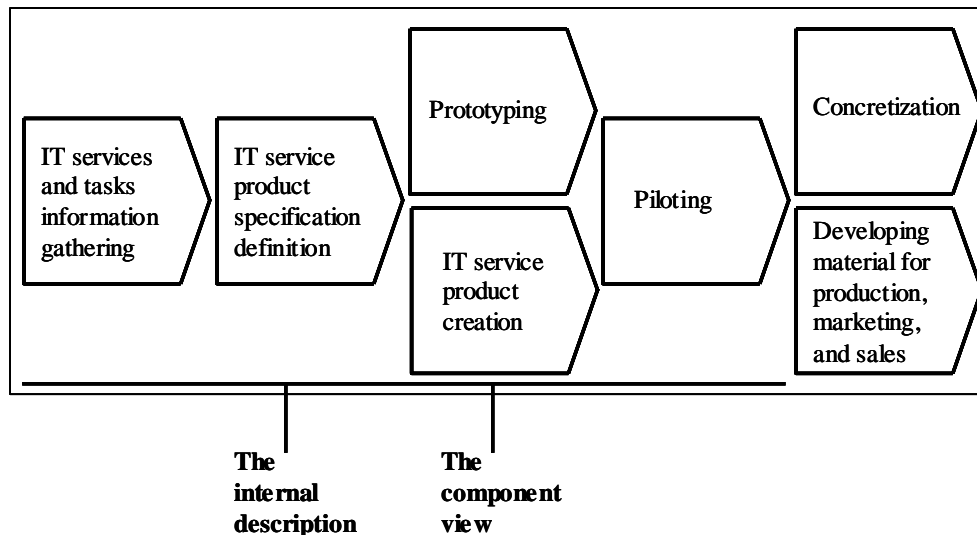 IT services
and tasks
information
gathering
IT service
product
specification
definition
Prototyping
IT service
product
creation
Piloting
Concretization
Developing
material for
production,
marketing,
and sales
The
internal
description
The
component
view